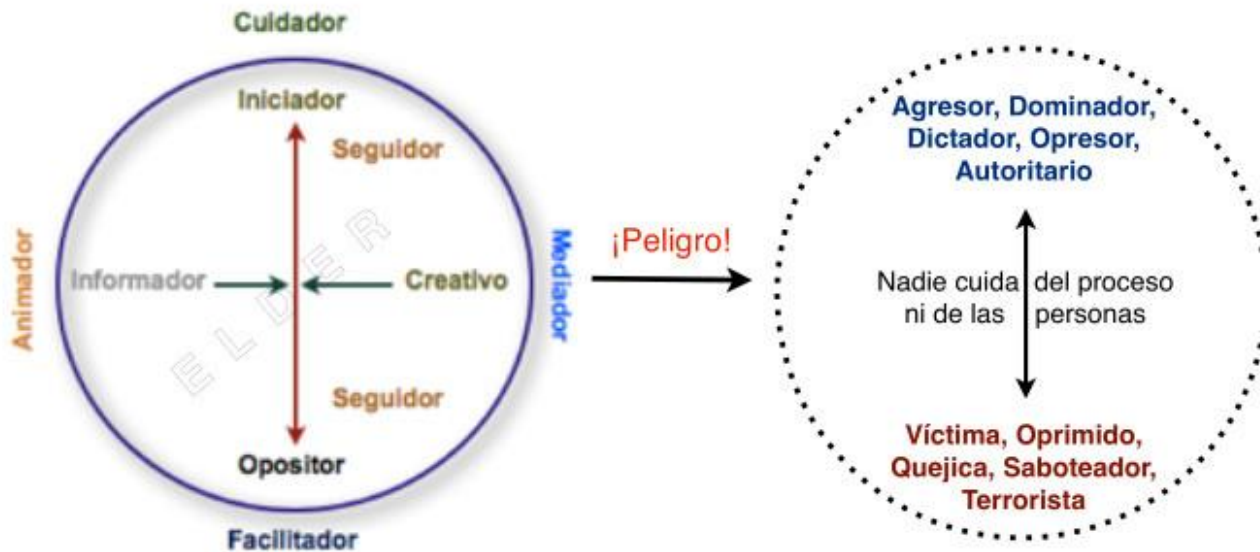 Cuidador
Iniciador
Seguidor
Animador
Informador
Creativo
Mediador
ELDER
Seguidor
Opositor
Facilitador
¡Peligro!
Agresor, Dominador,
Dictador, Opresor,
Autoritario
Nadie cuida del proceso
ni de las personas
Víctima, Oprimido,
Quejica, Saboteador,
Terrorista